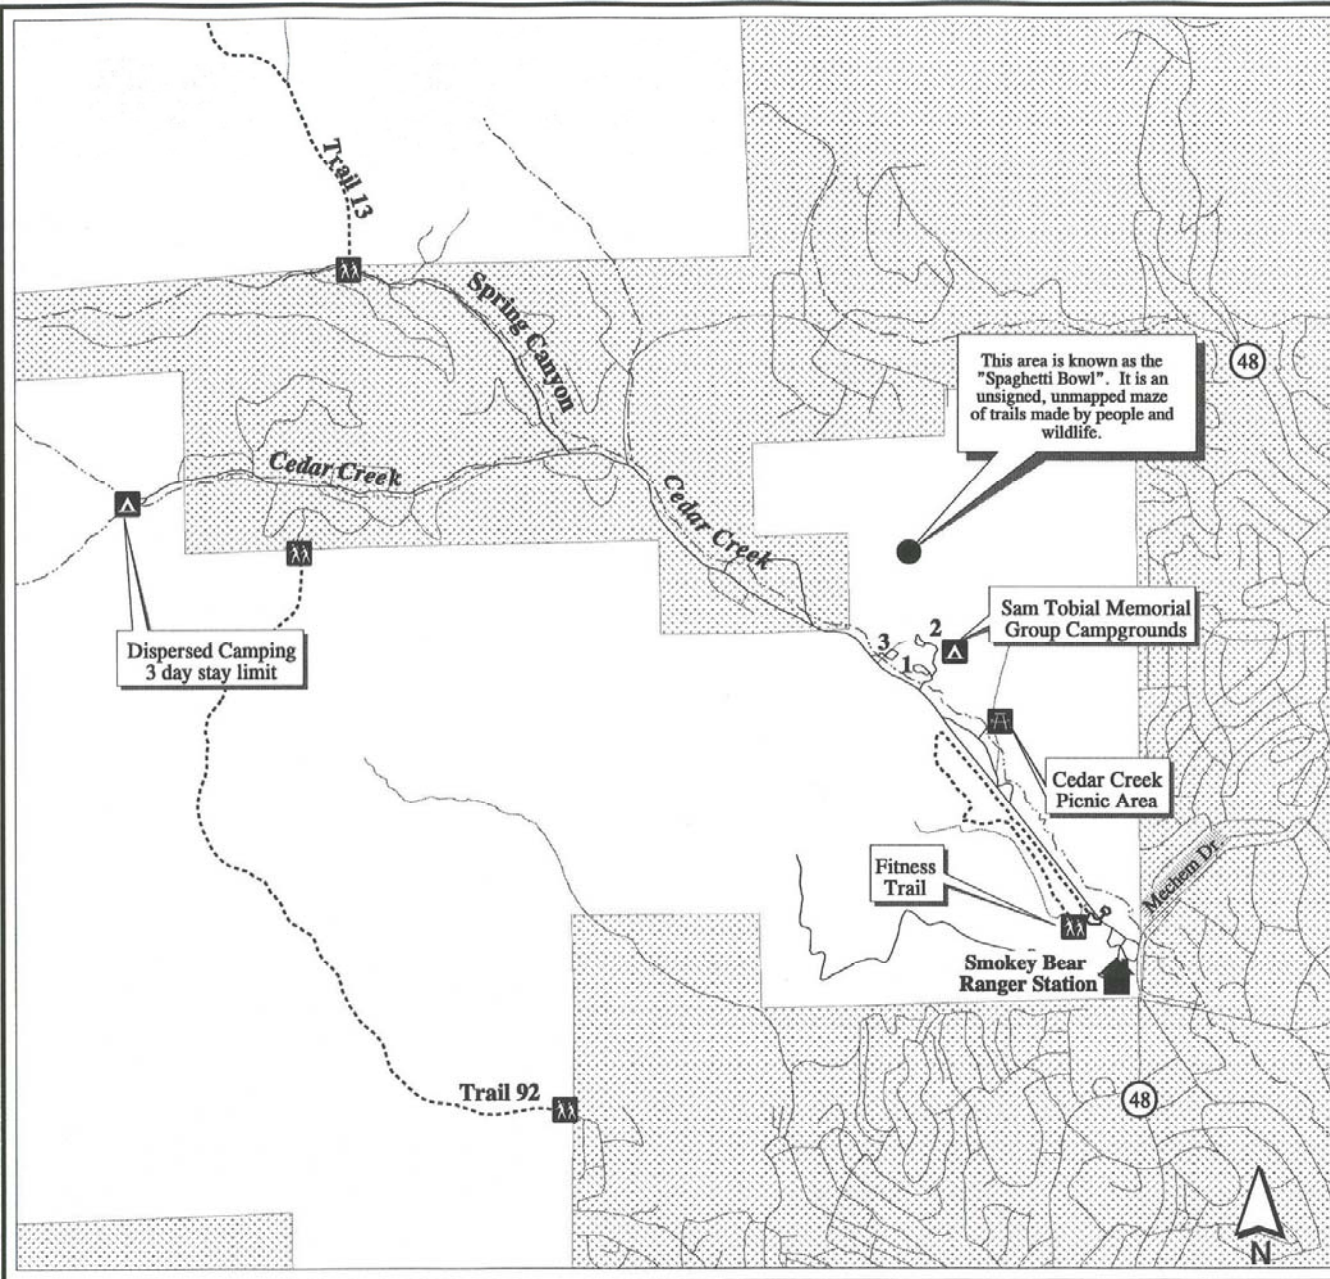 Trail 13
Spring Canyon
48
This area is known as the
"Spaghetti Bowl". It is an
unsigned, unmapped maze
of trails made by people and
wildlife.
Cedar Creek
Cedar Creek
Sam Tobial Memorial
Group Campgrounds
3
2
1
Dispersed Camping
3 day stay limit
Cedar Creek
Picnic Area
Mechem Dr.
Fitness
Trail
Smokey Bear
Ranger Station
Trail 92
48
N